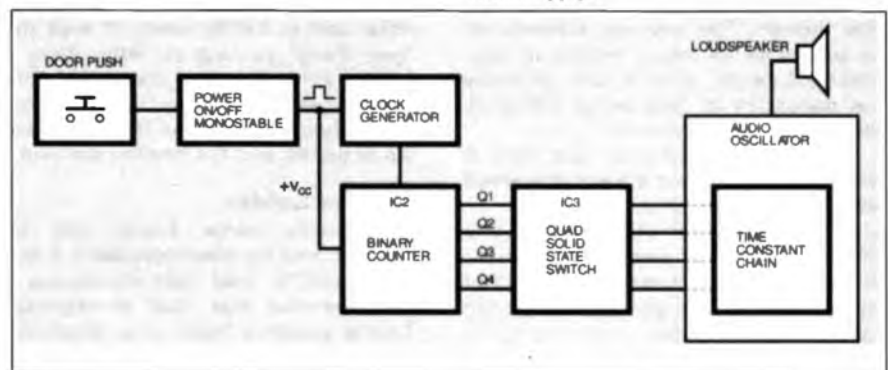 LOUDSPEAKER
DOOR PUSH
POWER
ON/OFF
MONOSTABLE
CLOCK
GENERATOR
AUDIO
OSCILLATOR
+VCC
IC2
BINARY
COUNTER
Q1
Q2
Q3
Q4
IC3
QUAD
SOLID
STATE
SWITCH
TIME
CONSTANT
CHAIN